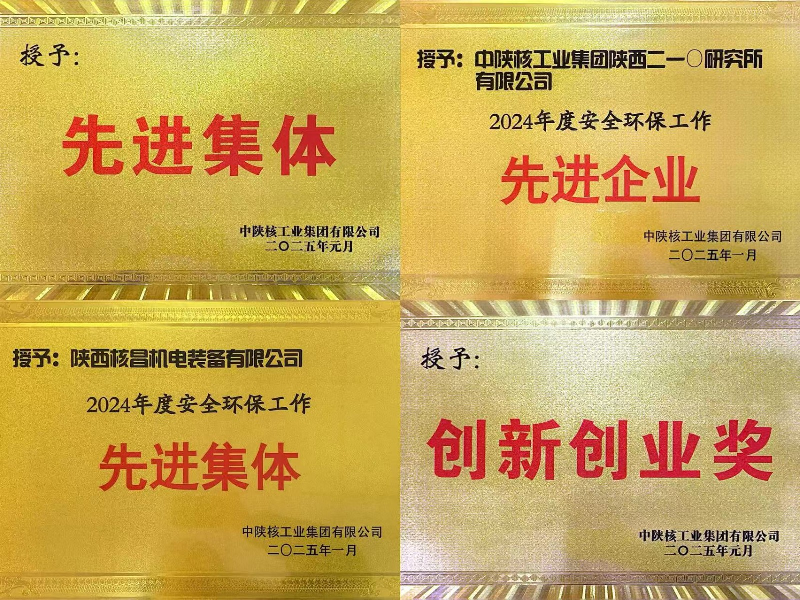 授予:
先进集体
中陕核工业集团有限公司
二〇二五年元月
授予: 中陕核工业集团陕西二一〇研究所
有限公司
2024年度安全环保工作
先进企业
中陕核工业集团有限公司
二〇二五年一月
授予: 陕西核昌机电装备有限公司
2024年度安全环保工作
先进集体
中陕核工业集团有限公司
二〇二五年一月
授予:
创新创业奖
中陕核工业集团有限公司
二〇二五年元月